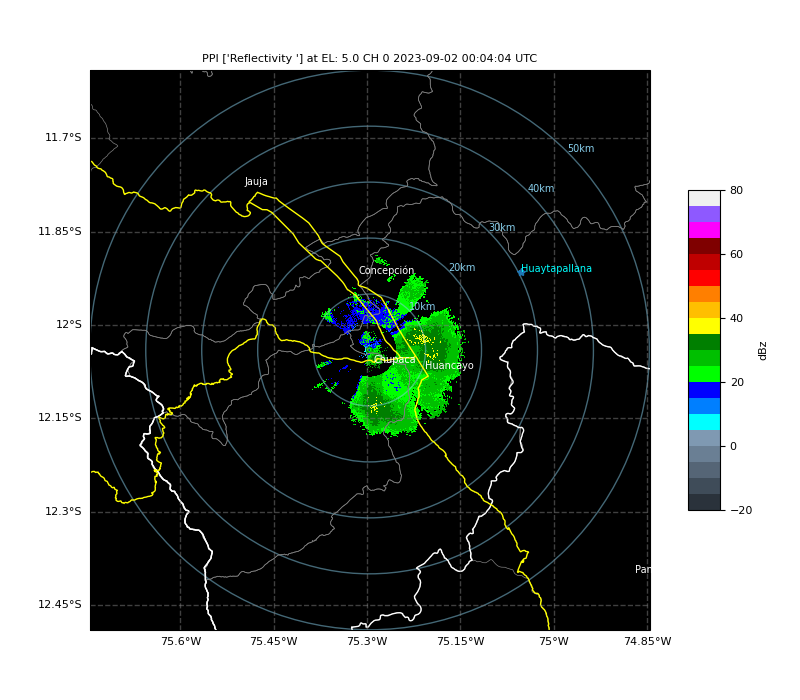 PPI ['Reflectivity '] at EL: 5.0 CH 0 2023-09-02 00:04:04 UTC
11.7°S
11.85°S
12°S
12.15°S
12.3°S
12.45°S
50km
40km
30km
20km
10km
Jauja
Concepción
Huaytapallana
Chupaca
Huancayo
Pan
75.6°W
75.45°W
75.3°W
75.15°W
75°W
74.85°W
80
60
40
20
0
−20
dBz